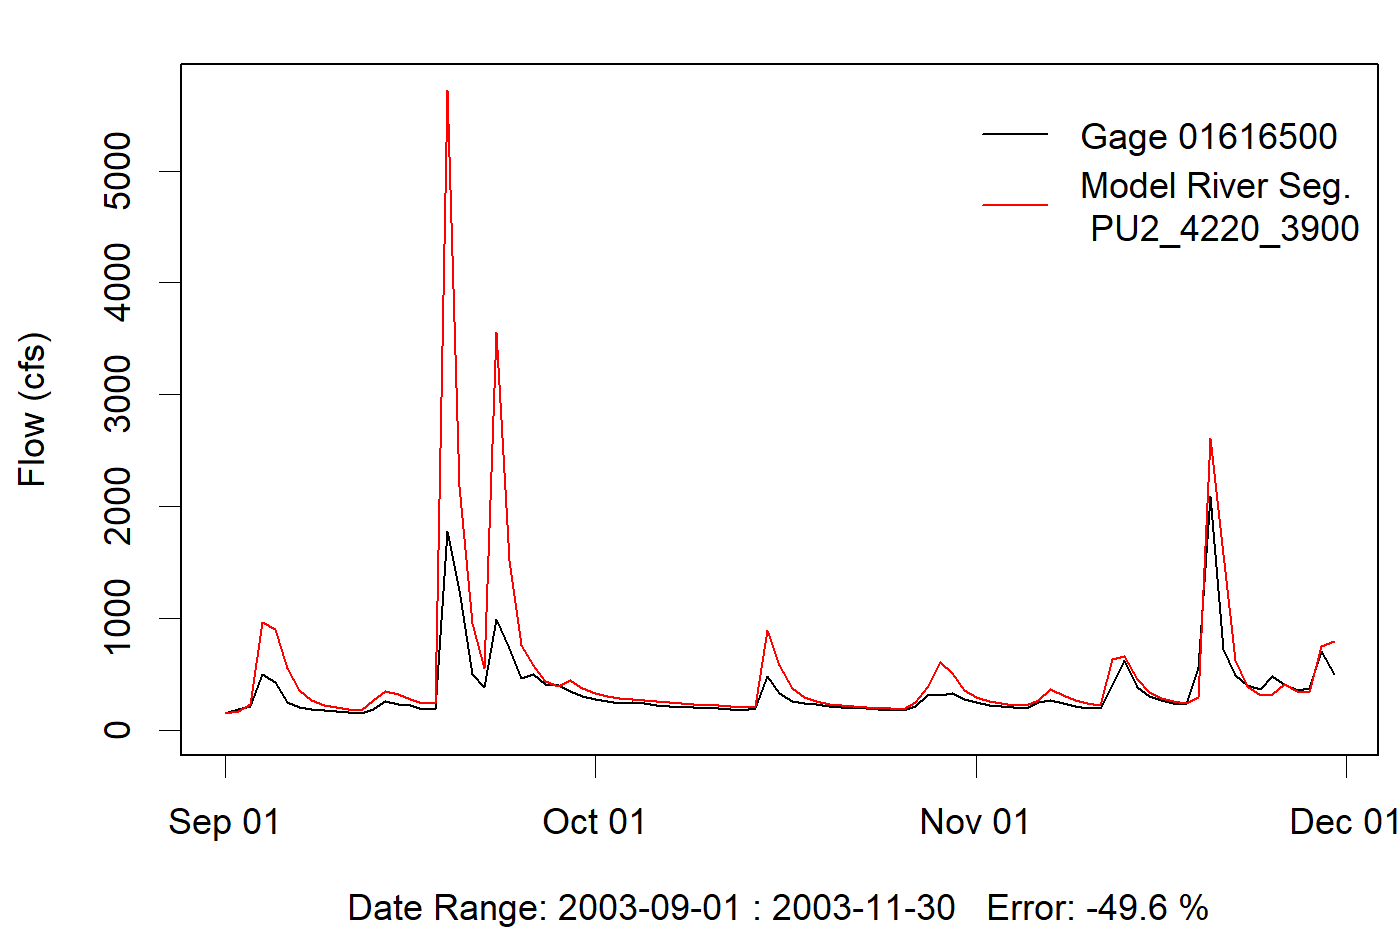 Gage 01616500
Model River Seg.
PU2_4220_3900
Flow (cfs)
5000
4000
3000
2000
1000
0
Sep 01
Oct 01
Nov 01
Dec 01
Date Range: 2003-09-01 : 2003-11-30   Error: -49.6 %